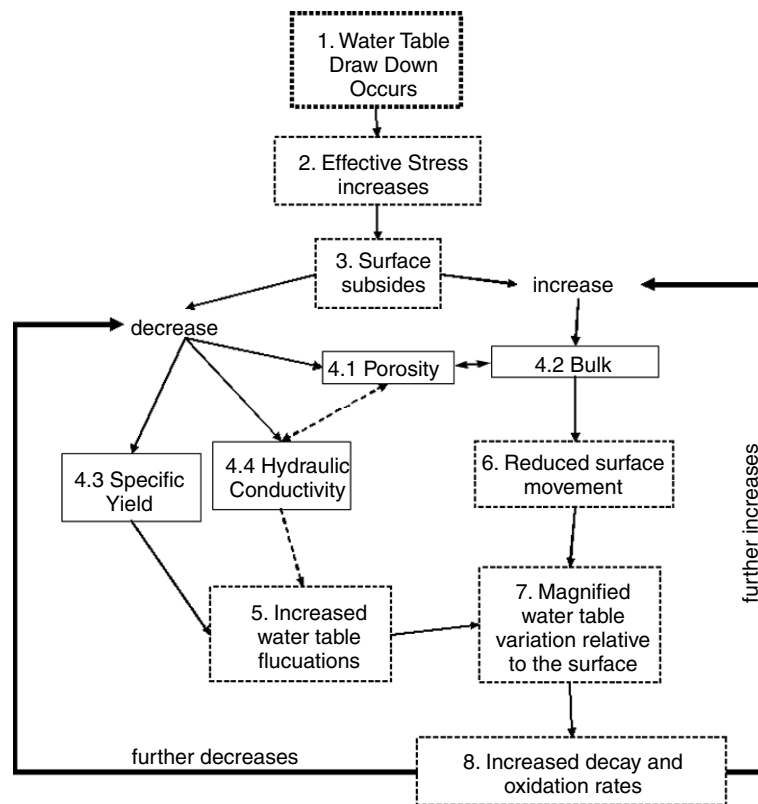 1. Water Table
Draw Down
Occurs
2. Effective Stress
increases
3. Surface
subsides
increase
decrease
4.1 Porosity
4.2 Bulk
4.3 Specific
Yield
4.4 Hydraulic
Conductivity
6. Reduced surface
movement
5. Increased
water table
flucuations
7. Magnified
water table
variation relative
to the surface
further increases
further decreases
8. Increased decay and
oxidation rates